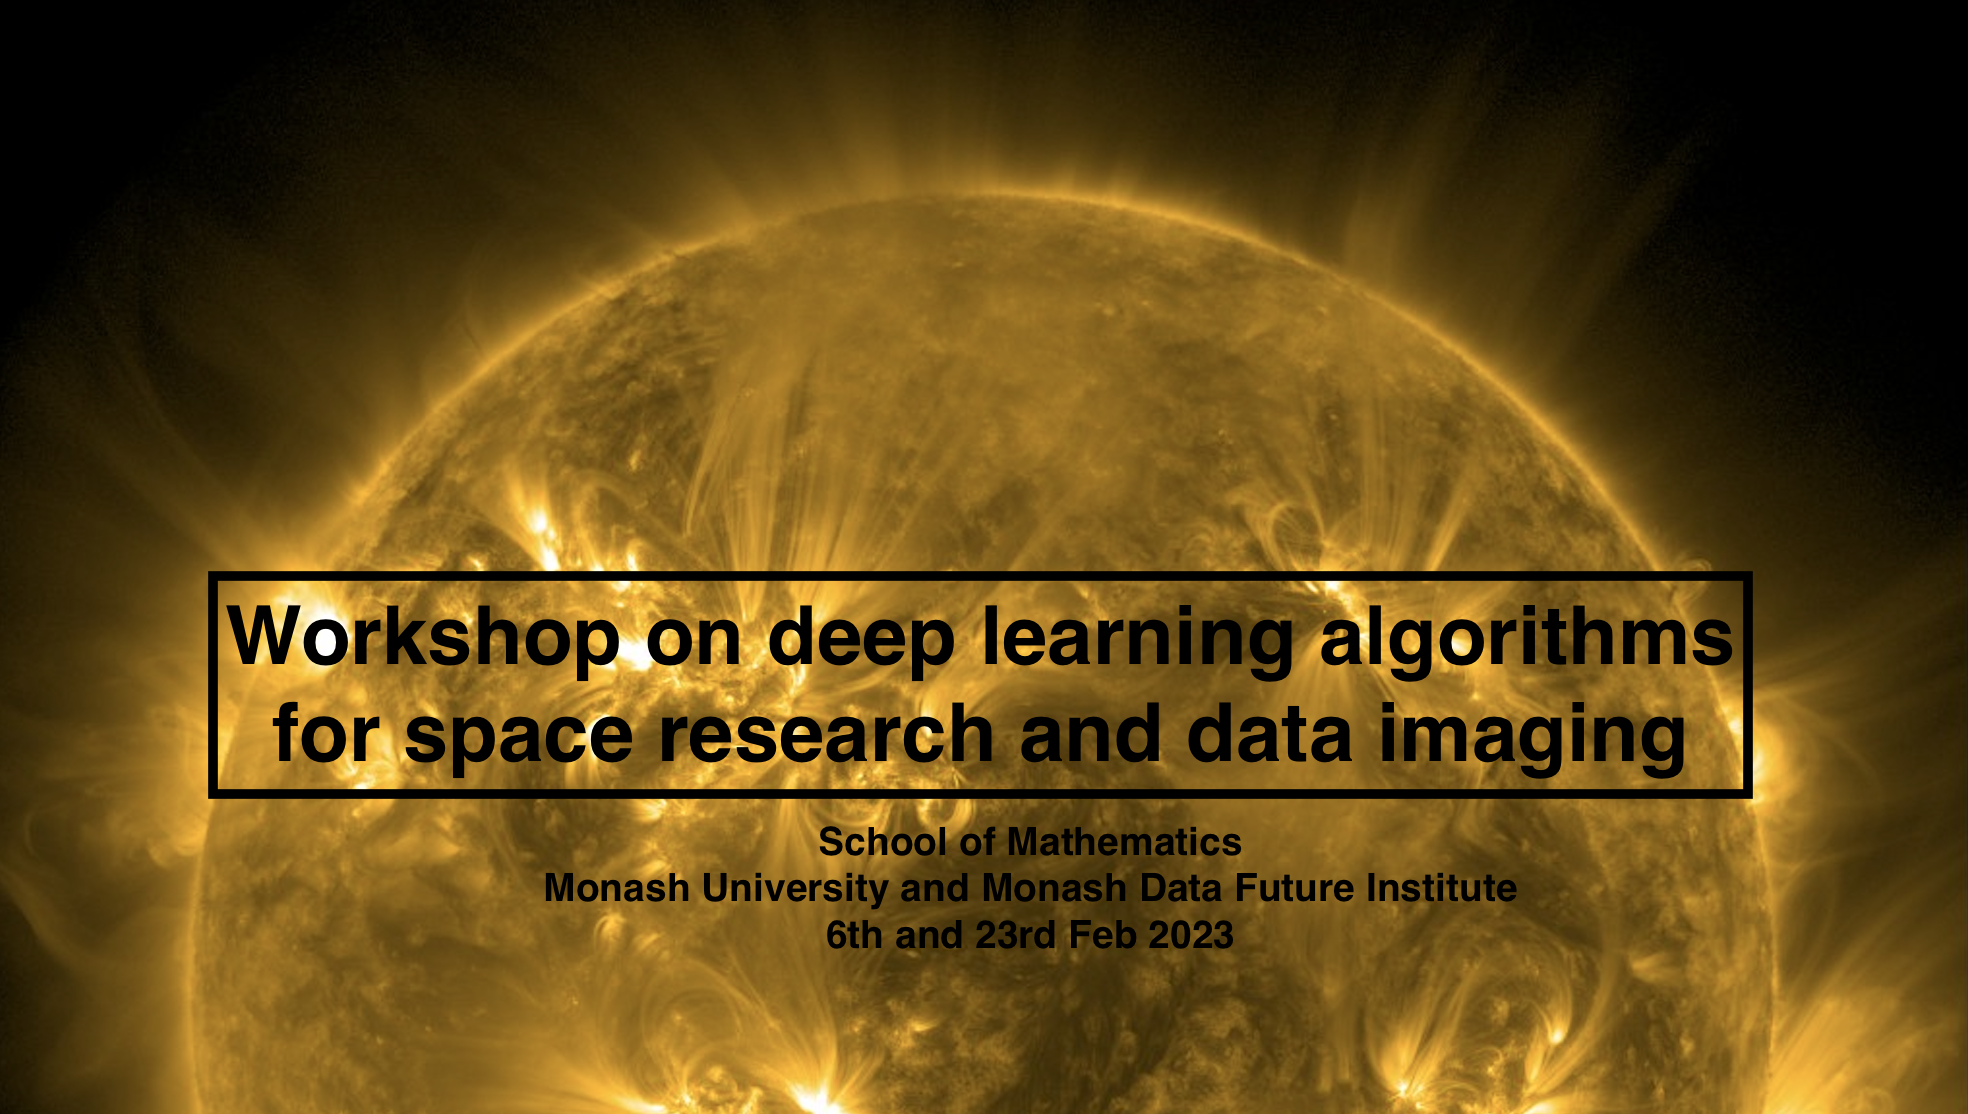 Workshop on deep learning algorithms
for space research and data imaging
School of Mathematics
Monash University and Monash Data Future Institute
6th and 23rd Feb 2023